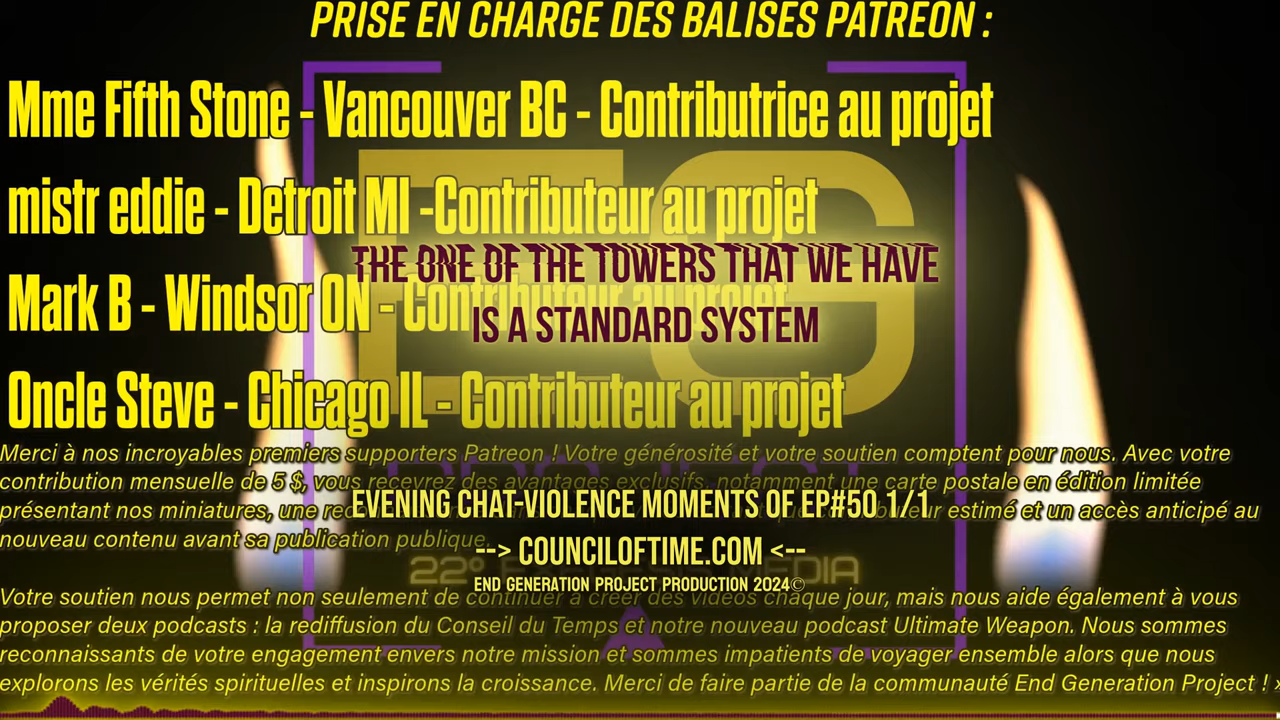 PRISE EN CHARGE DES BALISES PATREON :
Mme Fifth Stone - Vancouver BC - Contributrice au projet
mistr eddie - Detroit MI -Contributeur au projet
EG
THE ONE OF THE TOWERS THAT WE HAVE
Mark B - Windsor ON - Contributeur au projet
IS A STANDARD SYSTEM
Oncle Steve - Chicago IL - Contributeur au projet
Merci à nos incroyables premiers supporters Patreon ! Votre générosité et votre soutien comptent pour nous. Avec votre
contribution mensuelle de 5 $, vous recevrez des avantages exclusifs, notamment une carte postale en édition limitée
présentant nos miniatures, une
EVENING CHAT-VIOLENCE MOMENTS OF EP#50 1/1
estimé et un accès anticipé au
nouveau contenu avant sa publication publique.
--> COUNCILOFTIME.COM <--
22°
MEDIA
END GENERATION PROJECT PRODUCTION 2024©
Votre soutien nous permet non seulement de continuer à créer des vidéos chaque jour, mais nous aide également à vous
proposer deux podcasts : la rediffusion du Conseil du Temps et notre nouveau podcast Ultimate Weapon. Nous sommes
reconnaissants de votre engagement envers notre mission et sommes impatients de voyager ensemble alors que nous
explorons les vérités spirituelles et inspirons la croissance. Merci de faire partie de la communauté End Generation Project ! »